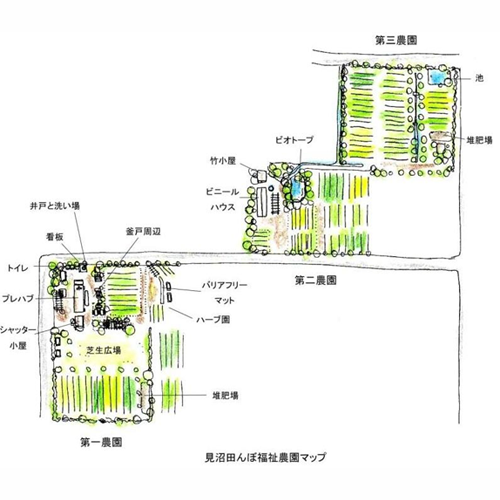 第三農園
池
堆肥場
ビオトープ
竹小屋
ビニール
ハウス
井戸と洗い場
看板
釜戸周辺
トイレ
プレハブ
シャッター
小屋
バリアフリー
マット
ハーブ園
第二農園
芝生広場
堆肥場
第一農園
見沼田んぼ福祉農園マップ